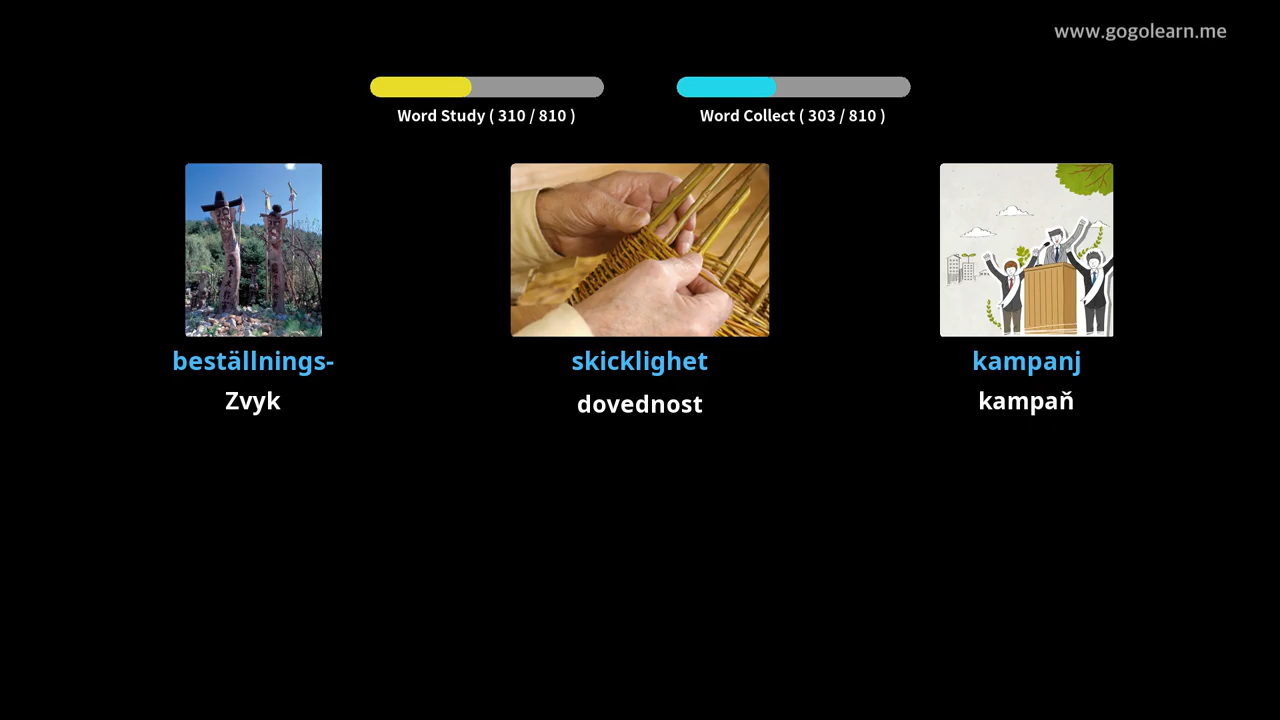 www.gogolearn.me
Word Study ( 310 / 810 )
Word Collect ( 303 / 810 )
beställnings-
Zvyk
skicklighet
dovednost
kampanj
kampaň